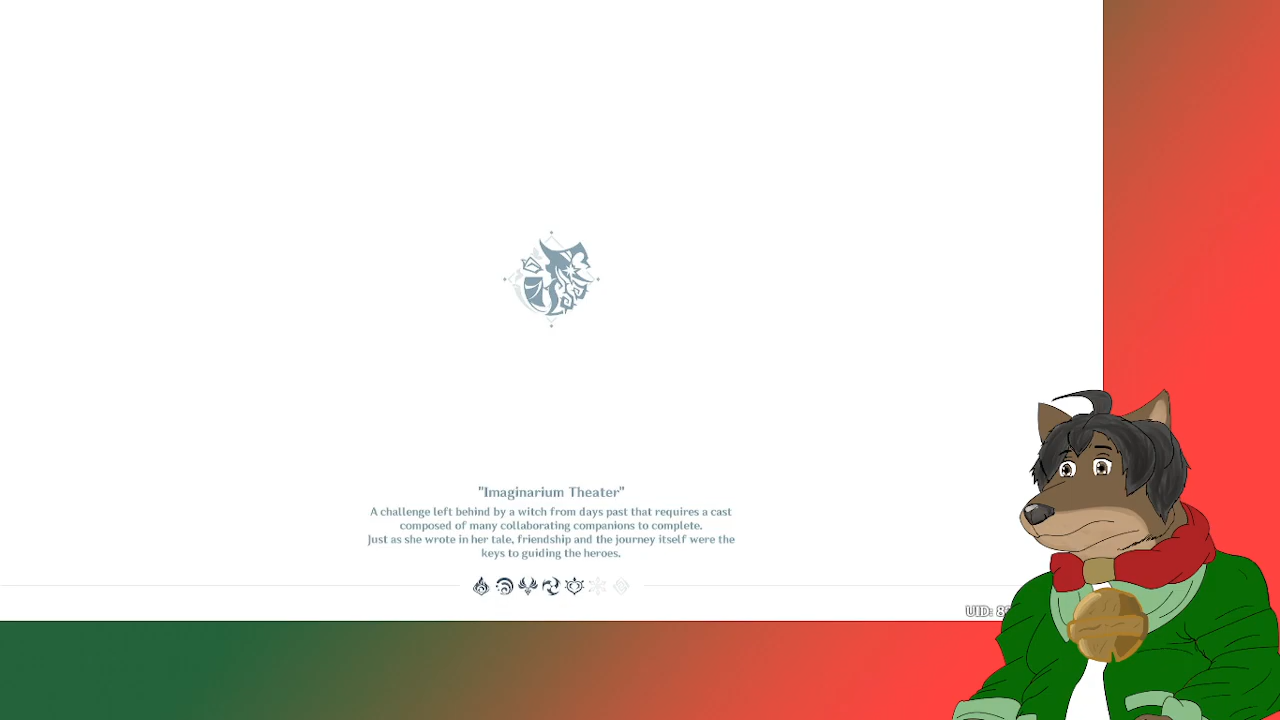 "Imaginarium Theater"
A challenge left behind by a witch from days past that requires a cast
composed of many collaborating companions to complete.
Just as she wrote in her tale, friendship and the journey itself were the
keys to guiding the heroes.
UID: 8